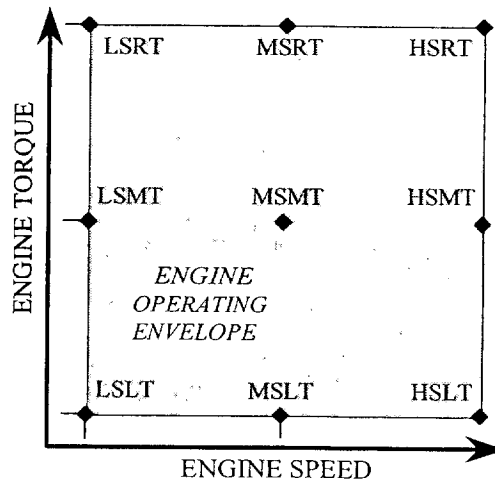 LSRT MSRT HSRT
ENGINE TORQUE
LSMT MSMT HSMT
ENGINE
OPERATING
ENVELOPE
LSLT MSLT HSLT
ENGINE SPEED